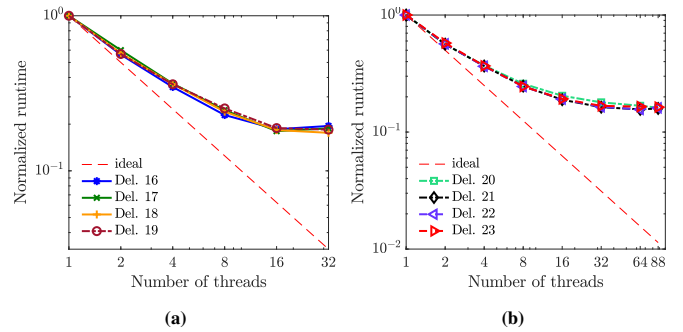 10^0
10^-1
Normalized runtime
ideal
Del. 16
Del. 17
Del. 18
Del. 19
1 2 4 8 16 32
Number of threads
(a)
10^0
10^-1
10^-2
Normalized runtime
ideal
Del. 20
Del. 21
Del. 22
Del. 23
1 2 4 8 16 32 64 88
Number of threads
(b)